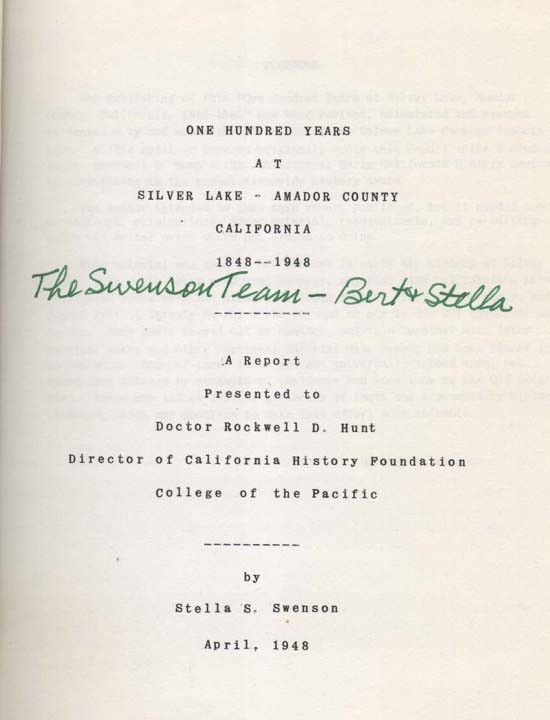 ONE HUNDRED YEARS
A T
SILVER LAKE - AMADOR COUNTY
CALIFORNIA
1848--1948
The Swenson Team - Bert & Stella
A Report
Presented to
Doctor Rockwell D. Hunt
Director of California History Foundation
College of the Pacific
by
Stella S. Swenson
April, 1948